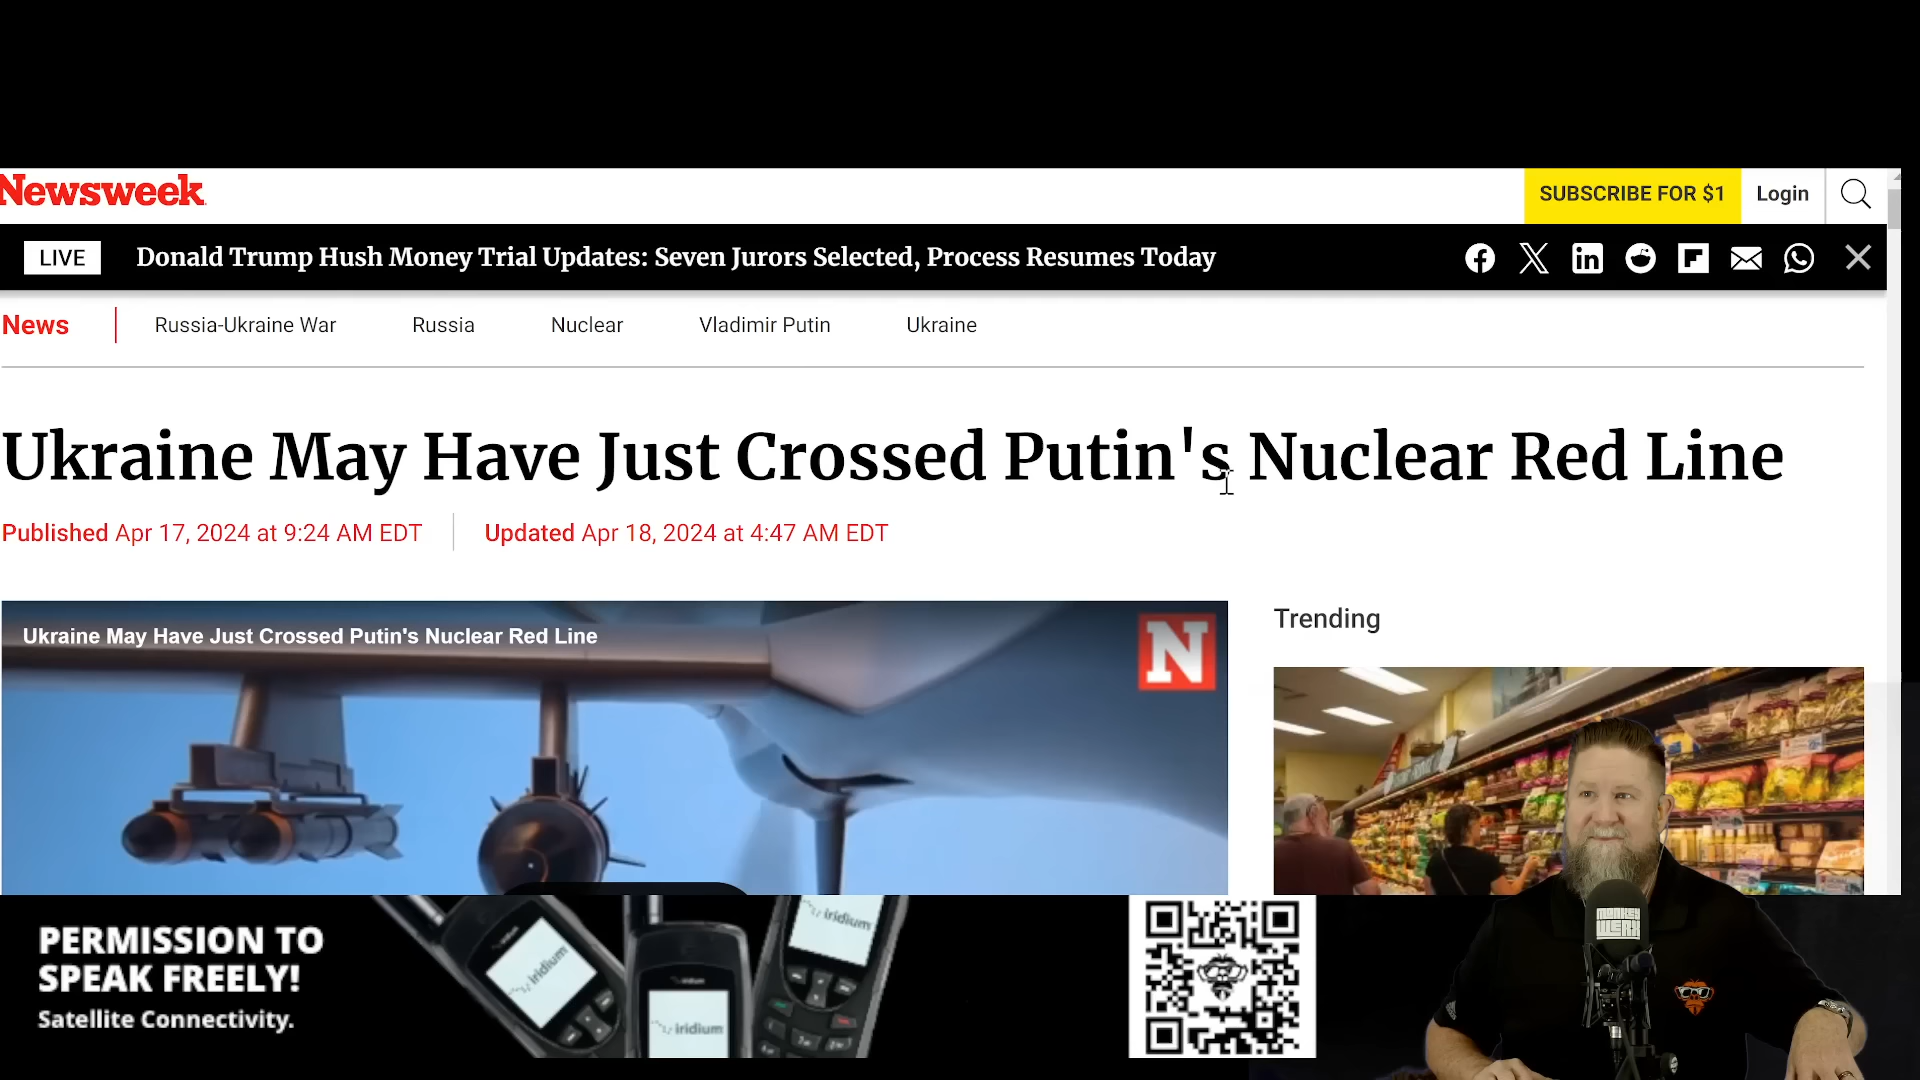 Newsweek
SUBSCRIBE FOR $1
Login
LIVE
Donald Trump Hush Money Trial Updates: Seven Jurors Selected, Process Resumes Today
News
Russia-Ukraine War
Russia
Nuclear
Vladimir Putin
Ukraine
Ukraine May Have Just Crossed Putin's Nuclear Red Line
Published Apr 17, 2024 at 9:24 AM EDT
Updated Apr 18, 2024 at 4:47 AM EDT
Ukraine May Have Just Crossed Putin's Nuclear Red Line
N
Trending
PERMISSION TO
SPEAK FREELY!
Satellite Connectivity.
iridium
iridium
iridium
MONKEY
WERX